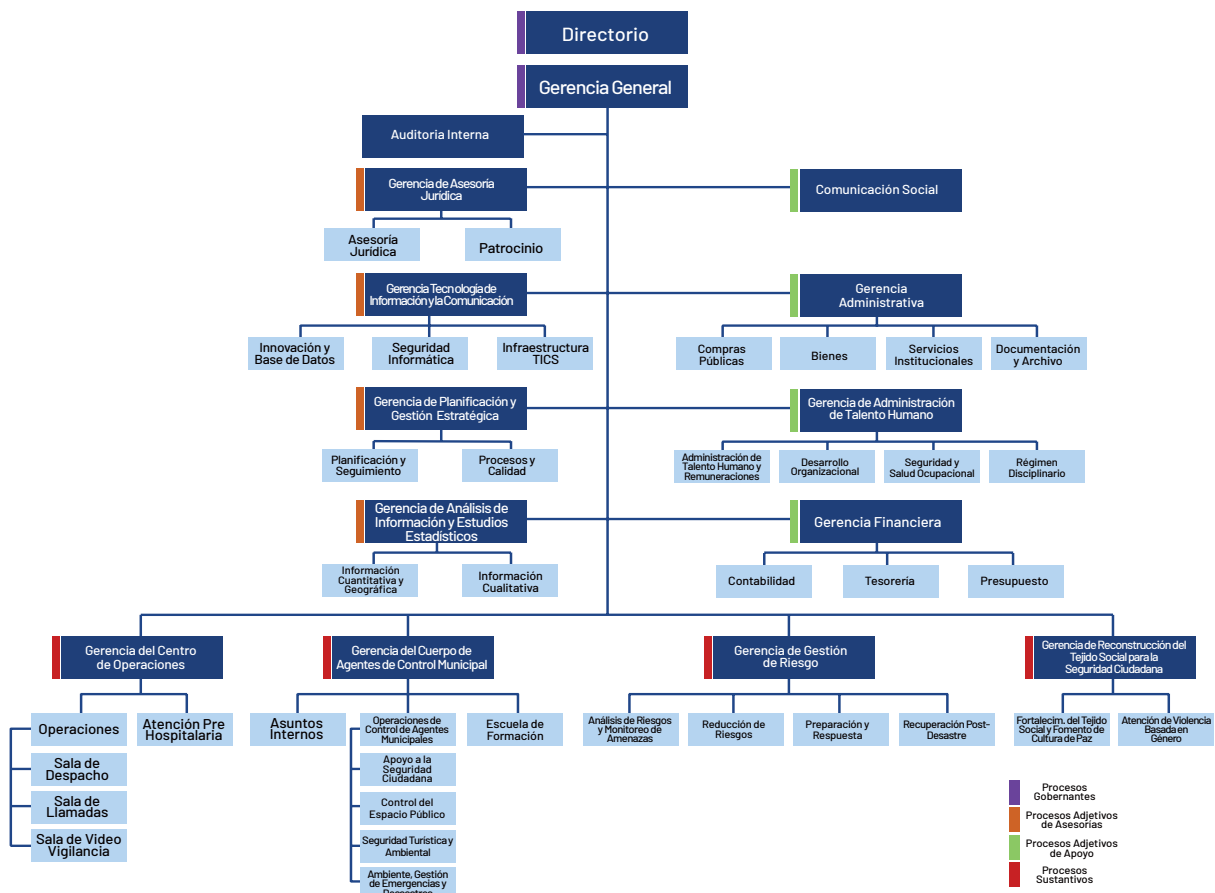 Directorio
Gerencia General
Auditoria Interna
Gerencia de Asesoría
Jurídica
Comunicación Social
Asesoría
Jurídica
Patrocinio
Gerencia Tecnología de
Información y la Comunicación
Gerencia
Administrativa
Innovación y
Base de Datos
Seguridad
Informática
Infraestructura
TICS
Compras
Públicas
Bienes
Servicios
Institucionales
Documentación
y Archivo
Gerencia de Planificación y
Gestión Estratégica
Gerencia de Administración
de Talento Humano
Planificación y
Seguimiento
Procesos y
Calidad
Administración de
Talento Humano y
Remuneraciones
Desarrollo
Organizacional
Seguridad y
Salud Ocupacional
Régimen
Disciplinario
Gerencia de Análisis de
Información y Estudios
Estadísticos
Gerencia Financiera
Información
Cuantitativa y
Geográfica
Información
Cualitativa
Contabilidad
Tesorería
Presupuesto
Gerencia del Centro
de Operaciones
Gerencia del Cuerpo de
Agentes de Control Municipal
Gerencia de Gestión
de Riesgo
Gerencia de Reconstrucción del
Tejido Social para la
Seguridad Ciudadana
Operaciones
Atención Pre
Hospitalaria
Asuntos
Internos
Operaciones de
Control de Agentes
Municipales
Escuela de
Formación
Análisis de Riesgos
y Monitoreo de
Amenazas
Reducción de
Riesgos
Preparación y
Respuesta
Recuperación Post-
Desastre
Fortalecim. del Tejido
Social y Fomento de
Cultura de Paz
Atención de Violencia
Basada en
Género
Sala de
Despacho
Sala de
Llamadas
Sala de Video
Vigilancia
Apoyo a la
Seguridad
Ciudadana
Control del
Espacio Público
Seguridad Turística y
Ambiental
Ambiente, Gestión
de Emergencias y
Procesos
Gobernantes
Procesos Adjetivos
de Asesorías
Procesos Adjetivos
de Apoyo
Procesos
Sustantivos